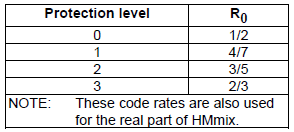 Protection level R0
0 1/2
1 4/7
2 3/5
3 2/3
NOTE: These code rates are also used
for the real part of HMmix.